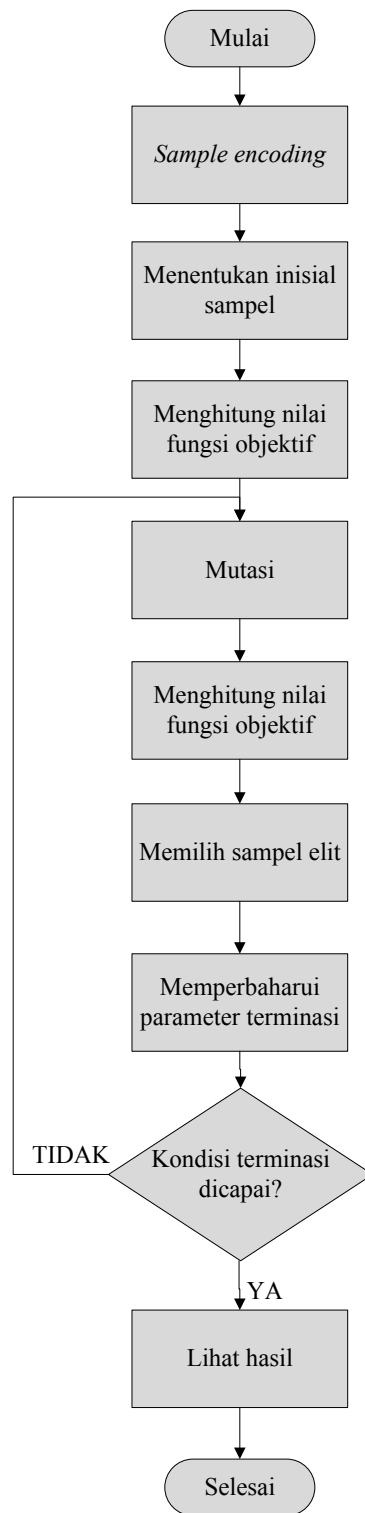 Mulai
Sample encoding
Menentukan inisial
sampel
Menghitung nilai
fungsi objektif
Mutasi
Menghitung nilai
fungsi objektif
Memilih sampel elit
Memperbaharui
parameter terminasi
TIDAK
Kondisi terminasi
dicapai?
YA
Lihat hasil
Selesai